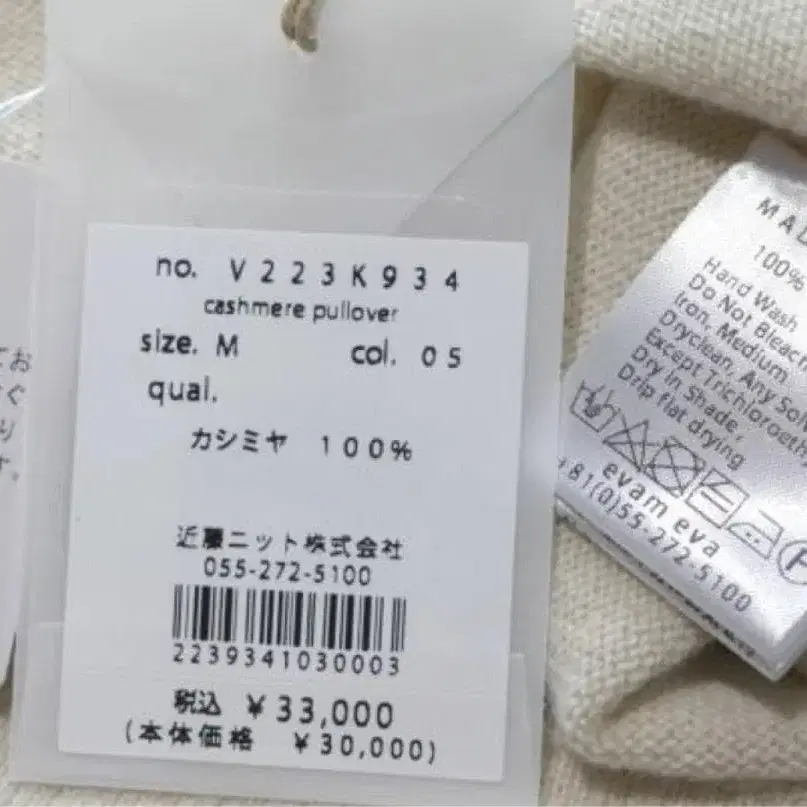 no. V223K934
cashmere pullover
size. M col. 05
qual.
カシミヤ 100%
近藤ニット株式会社
055-272-5100
2239341030003
税込 ¥33,000
(本体価格 ¥30,000)
100%
Hand Wash
Do Not Bleach
Iron, Medium
Dryclean, Any
Except
Dry in Shade,
Drip flat drying
evam eva
+81(0)55-272-5100